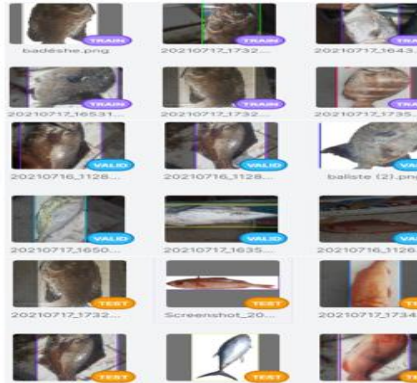 TRAIN TRAIN TRAIN
badèshe.png 20210717_1732... 20210717_1643...
TRAIN TRAIN TRAIN
20210717_16531... 20210717_1732... 20210717_1735...
VALID VALID VALID
20210716_1128... 20210716_1128... baliste (2).png
VALID VALID VALID
20210717_1650... 20210717_1635... 20210716_1126...
TEST TEST TEST
20210717_1732... Screenshot_20... 20210717_1734...
TEST TEST TEST